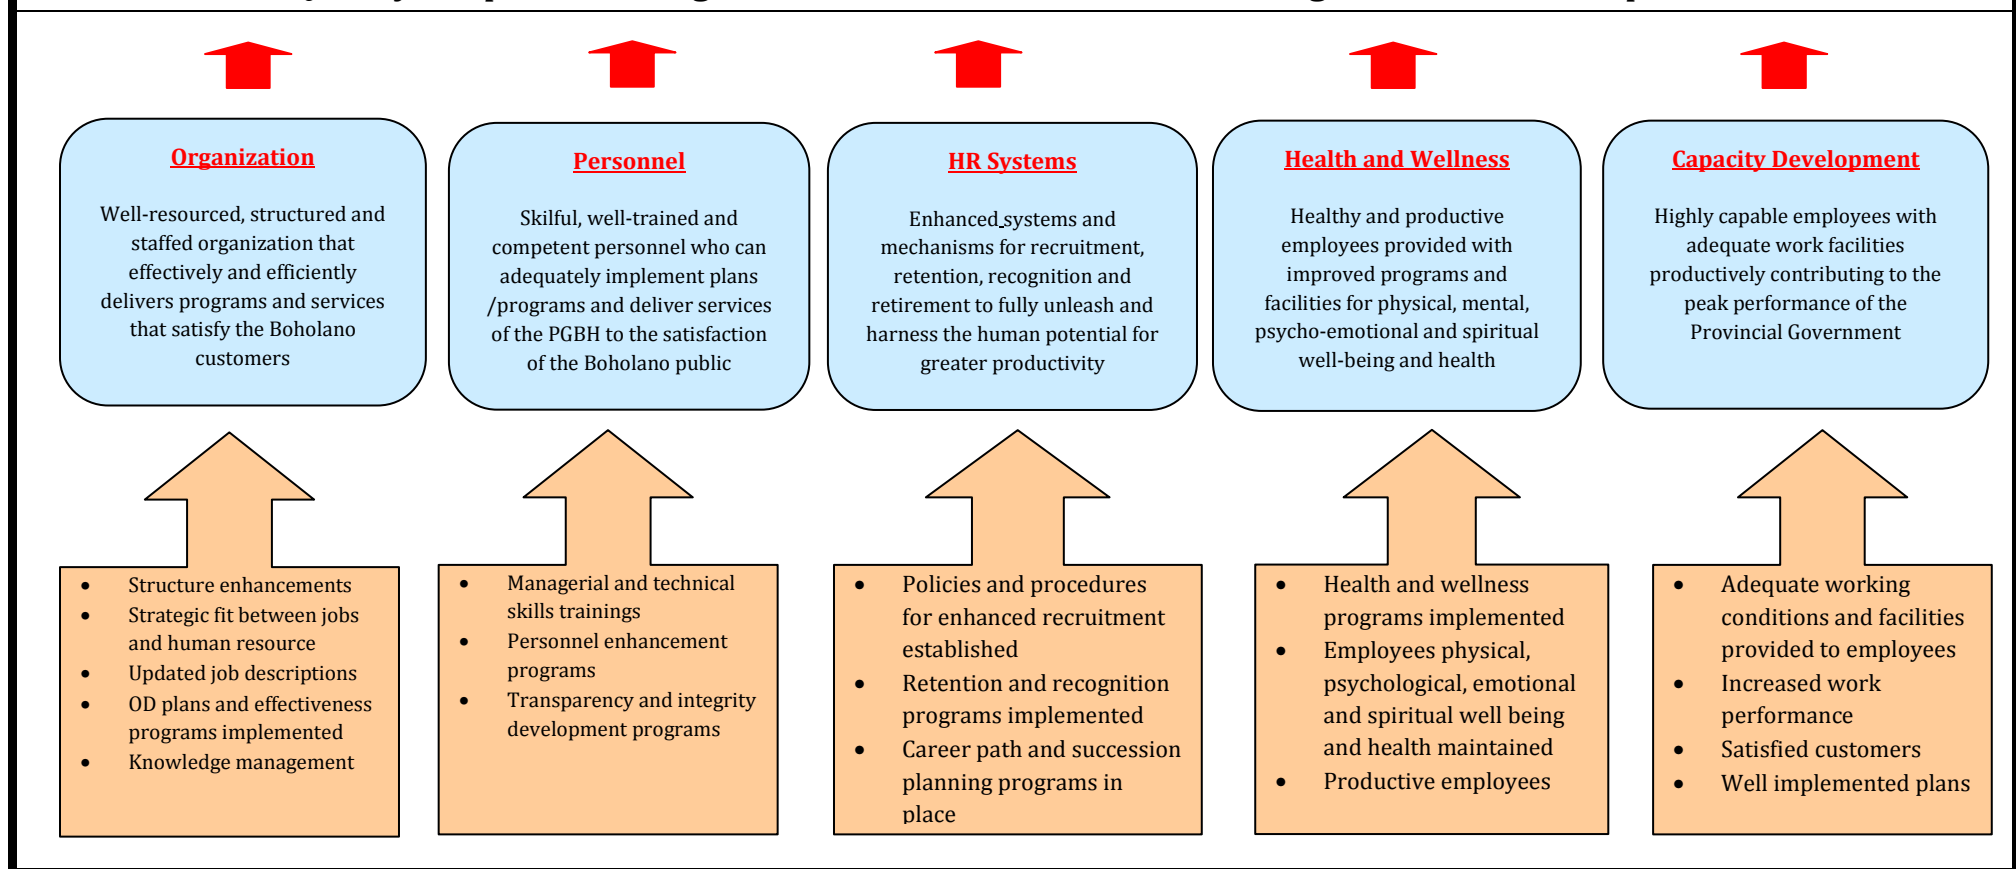 Organization
Well-resourced, structured and
staffed organization that
effectively and efficiently
delivers programs and services
that satisfy the Boholano
customers
Personnel
Skilful, well-trained and
competent personnel who can
adequately implement plans
/programs and deliver services
of the PGBH to the satisfaction
of the Boholano public
HR Systems
Enhanced systems and
mechanisms for recruitment,
retention, recognition and
retirement to fully unleash and
harness the human potential for
greater productivity
Health and Wellness
Healthy and productive
employees provided with
improved programs and
facilities for physical, mental,
psycho-emotional and spiritual
well-being and health
Capacity Development
Highly capable employees with
adequate work facilities
productively contributing to the
peak performance of the
Provincial Government
• Structure enhancements
• Strategic fit between jobs
and human resource
• Updated job descriptions
• OD plans and effectiveness
programs implemented
• Knowledge management
• Managerial and technical
skills trainings
• Personnel enhancement
programs
• Transparency and integrity
development programs
• Policies and procedures
for enhanced recruitment
established
• Retention and recognition
programs implemented
• Career path and succession
planning programs in
place
• Health and wellness
programs implemented
• Employees physical,
psychological, emotional
and spiritual well being
and health maintained
• Productive employees
• Adequate working
conditions and facilities
provided to employees
• Increased work
performance
• Satisfied customers
• Well implemented plans